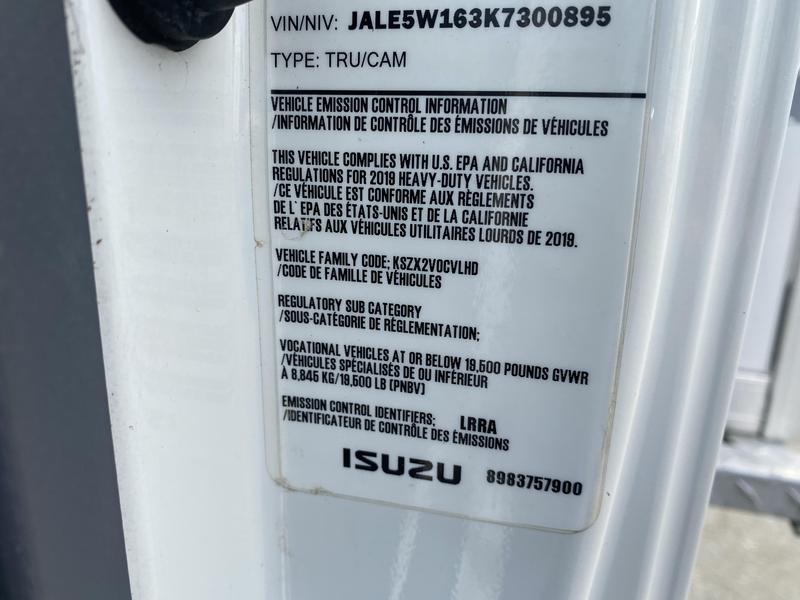 VIN/NIV: JALE5W163K7300895
TYPE: TRU/CAM
VEHICLE EMISSION CONTROL INFORMATION
/INFORMATION DE CONTRÔLE DES ÉMISSIONS DE VÉHICULES
THIS VEHICLE COMPLIES WITH U.S. EPA AND CALIFORNIA
REGULATIONS FOR 2019 HEAVY-DUTY VEHICLES.
/CE VÉHICULE EST CONFORME AUX RÈGLEMENTS
DE L' EPA DES ÉTATS-UNIS ET DE LA CALIFORNIE
RELATIFS AUX VÉHICULES UTILITAIRES LOURDS DE 2019.
VEHICLE FAMILY CODE; KSZX2VOCVLHD
/CODE DE FAMILLE DE VÉHICULES
REGULATORY SUB CATEGORY
/SOUS-CATÉGORIE DE RÉGLEMENTATION;
VOCATIONAL VEHICLES AT OR BELOW 19,500 POUNDS GVWR
/VÉHICULES SPÉCIALISÉS DE OU INFÉRIEUR
À 8,845 KG/19,500 LB (PNBV)
EMISSION CONTROL IDENTIFIERS; LRRA
/IDENTIFICATEUR DE CONTRÔLE DES ÉMISSIONS
ISUZU 8983757900